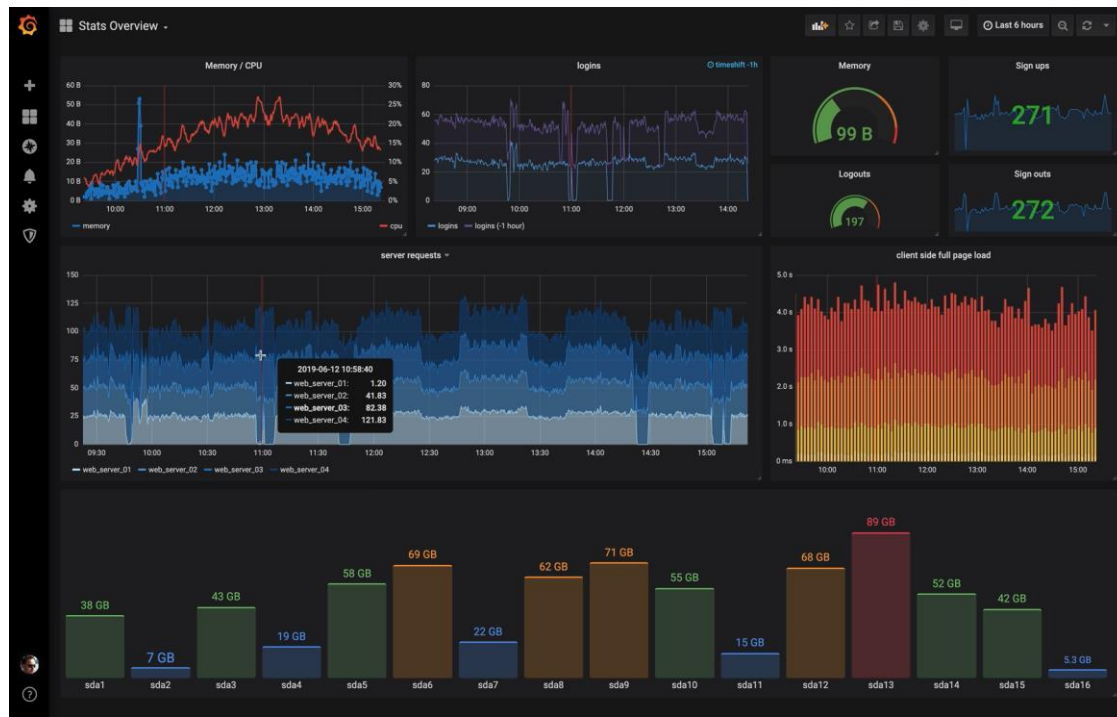 Stats Overview
Last 6 hours
Memory / CPU
60 B
50 B
40 B
30 B
20 B
10 B
0 B
30%
25%
20%
15%
10%
5%
0%
10:00 11:00 12:00 13:00 14:00 15:00
memory
cpu
logins
timeshift -1h
80
60
40
20
0
09:00 10:00 11:00 12:00 13:00 14:00
logins logins (-1 hour)
Memory
99 B
Sign ups
271
Logouts
197
Sign outs
272
server requests
150
125
100
75
50
25
0
09:30 10:00 10:30 11:00 11:30 12:00 12:30 13:00 13:30 14:00 14:30 15:00
2019-06-12 10:58:40
web_server_01: 1.20
web_server_02: 41.83
web_server_03: 82.38
web_server_04: 121.83
web_server_01 web_server_02 web_server_03 web_server_04
client side full page load
5.0 s
4.0 s
3.0 s
2.0 s
1.0 s
0 ms
10:00 11:00 12:00 13:00 14:00 15:00
38 GB 7 GB 43 GB 19 GB 58 GB 69 GB 22 GB 62 GB 71 GB 55 GB 15 GB 68 GB 89 GB 52 GB 42 GB 5.3 GB
sda1 sda2 sda3 sda4 sda5 sda6 sda7 sda8 sda9 sda10 sda11 sda12 sda13 sda14 sda15 sda16